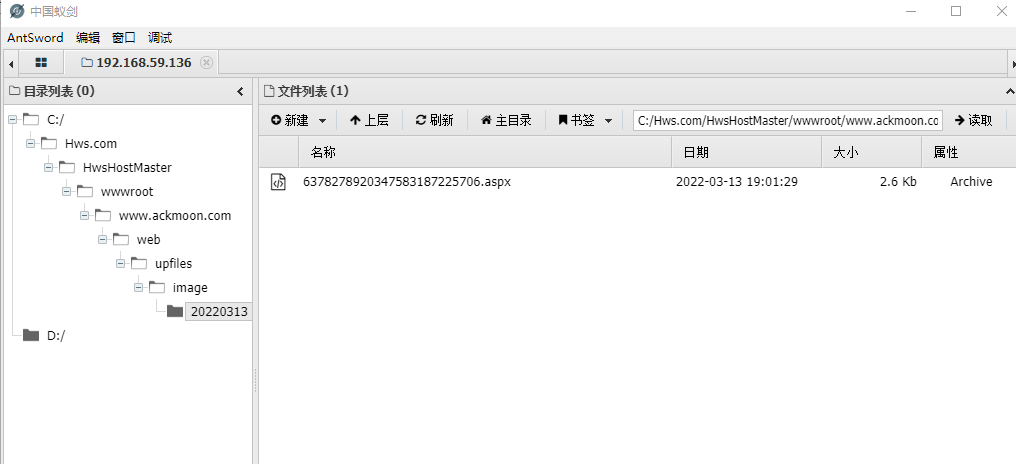 中国蚁剑
AntSword 编辑 窗口 调试
192.168.59.136
目录列表 (0)
C:/
Hws.com
HwsHostMaster
wwwroot
www.ackmoon.com
web
upfiles
image
20220313
D:/
文件列表 (1)
新建 上层 刷新 主目录 书签 C:/Hws.com/HwsHostMaster/wwwroot/www.ackmoon.co 读取
名称 日期 大小 属性
6378278920347583187225706.aspx 2022-03-13 19:01:29 2.6 Kb Archive